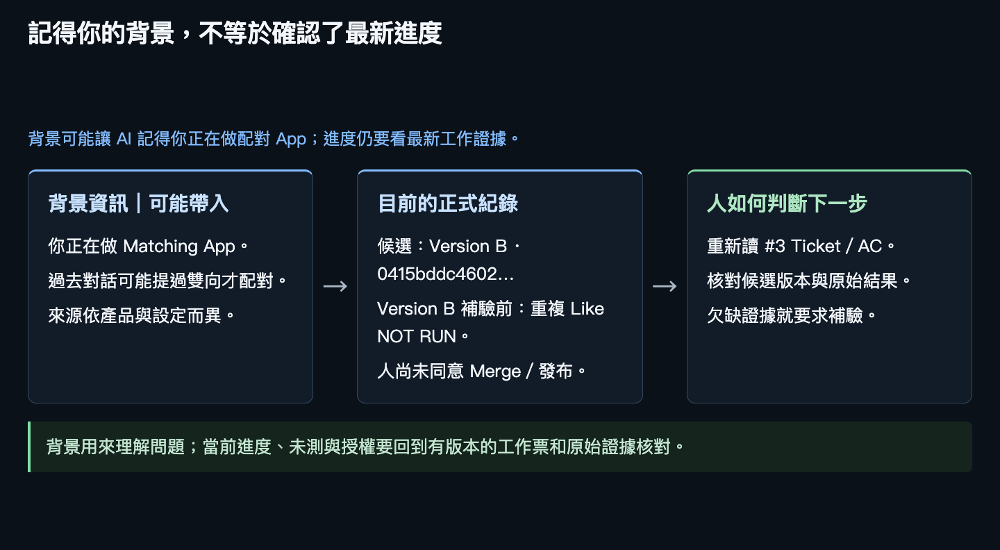 記得你的背景，不等於確認了最新進度
背景可能讓 AI 記得你正在做配對 App；進度仍要看最新工作證據。
背景資訊｜可能帶入
你正在做 Matching App。
過去對話可能提過雙向才配對。
來源依產品與設定而異。
→
目前的正式紀錄
候選：Version B ·
0415bddc4602…
Version B 補驗前：重複 Like
NOT RUN。
人尚未同意 Merge / 發布。
→
人如何判斷下一步
重新讀 #3 Ticket / AC。
核對候選版本與原始結果。
欠缺證據就要求補驗。
背景用來理解問題；當前進度、未測與授權要回到有版本的工作票和原始證據核對。